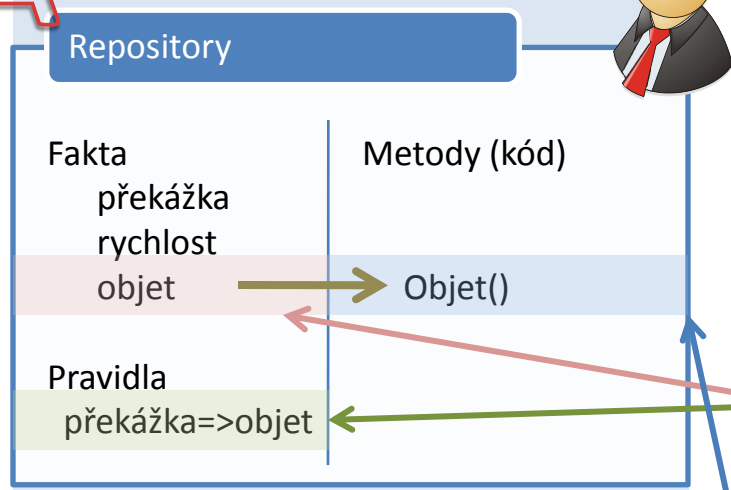 Repository
Fakta
překážka
rychlost
objet
Pravidla
překážka=>objet
Metody (kód)
Objet()